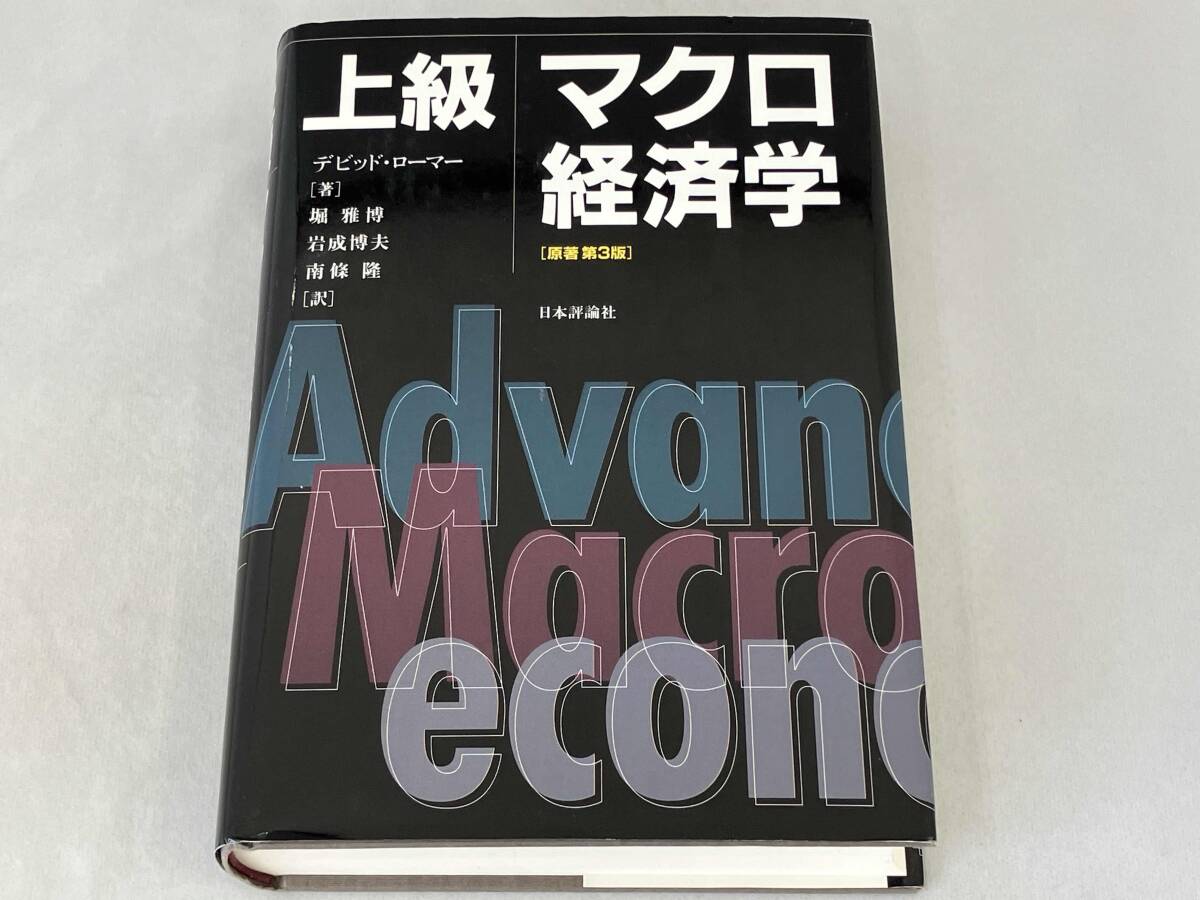 上級
マクロ
経済学
デビッド・ローマー
[著]
堀 雅博
岩成博夫
南條 隆
[訳]
[原著 第3版]
日本評論社
Advanc
Macro
econo